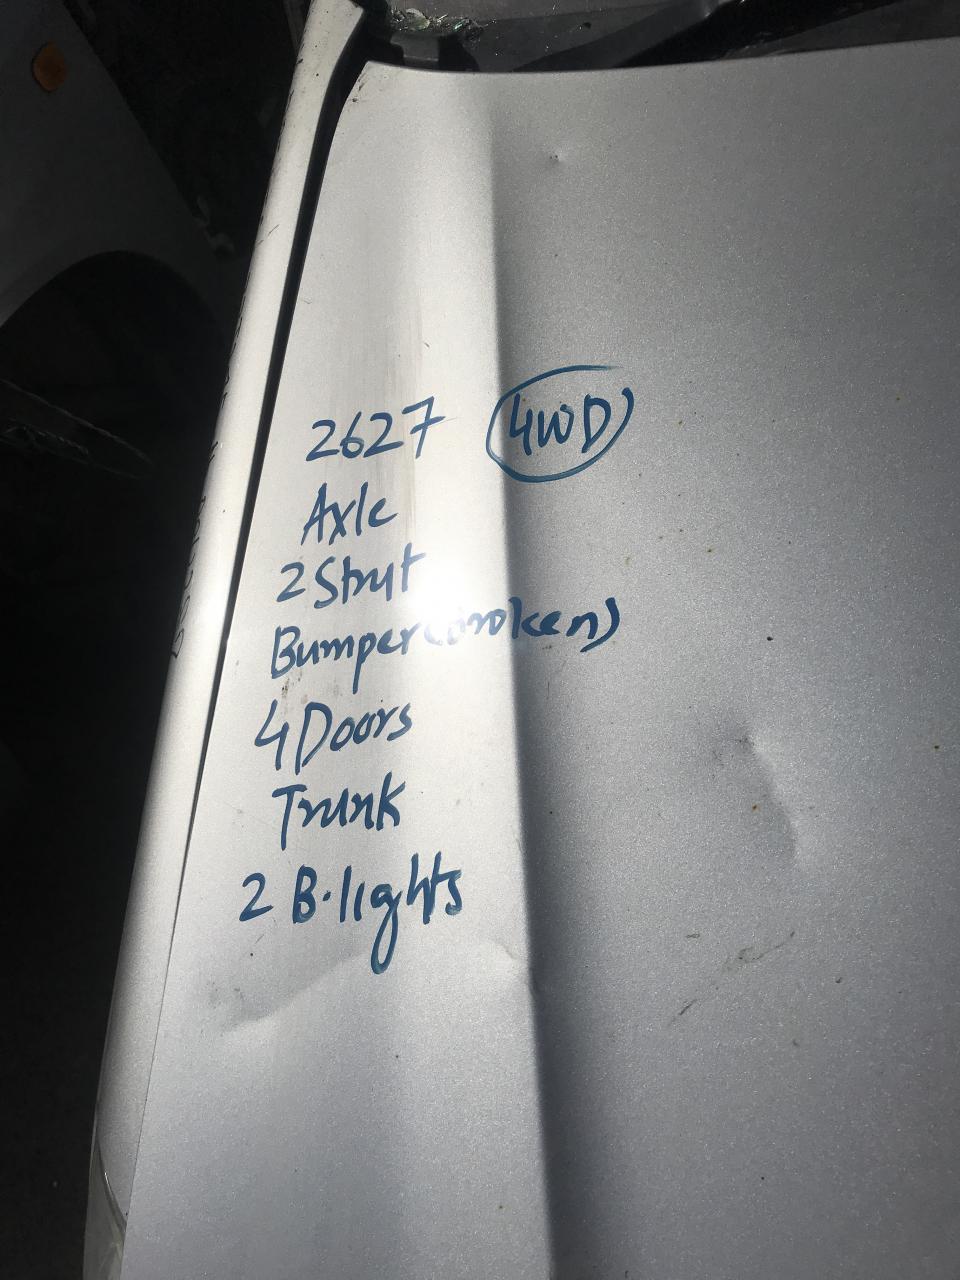 2627 4WD
Axle
2 Strut
Bumper (broken)
4 Doors
Trunk
2 B.lights